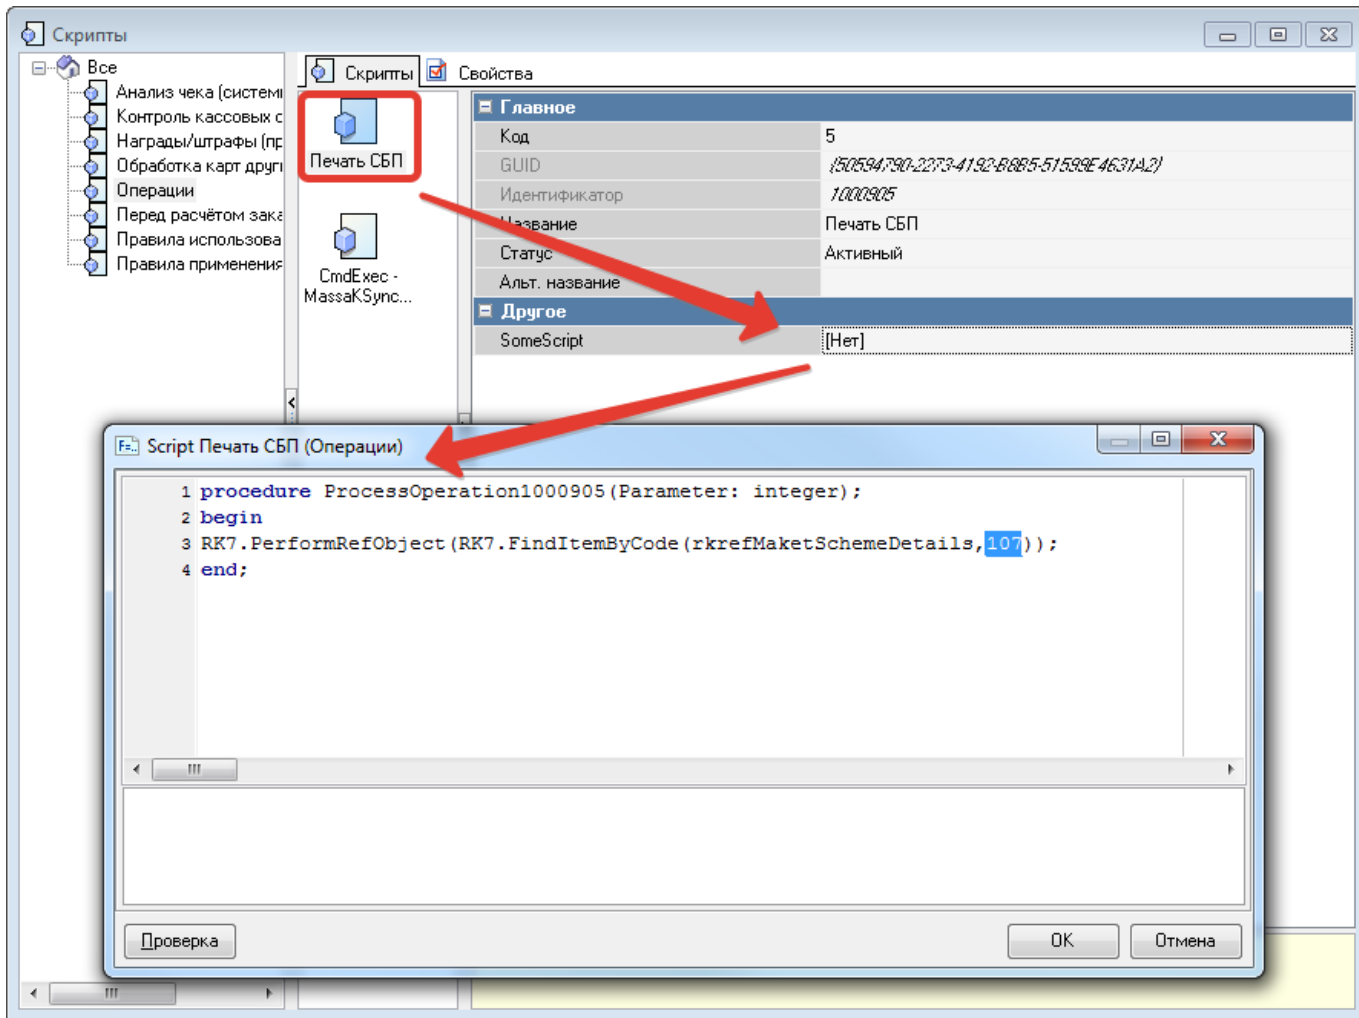 Скрипты
Все
Анализ чека (системн
Контроль кассовых с
Награды/штрафы (пр
Обработка карт други
Операции
Перед расчётом зака
Правила использова
Правила применения
Скрипты
Свойства
Печать СБП
CmdExec -
MassaKSync...
Главное
Код 5
GUID {50594790-2273-4192-B8B5-51599E4631A2}
Идентификатор 1000905
Название Печать СБП
Статус Активный
Альт. название
Другое
SomeScript [Нет]
Script Печать СБП (Операции)
1 procedure ProcessOperation1000905(Parameter: integer);
2 begin
3 RK7.PerformRefObject(RK7.FindItemByCode(rkrefMaketSchemeDetails,107));
4 end;
Проверка
OK
Отмена